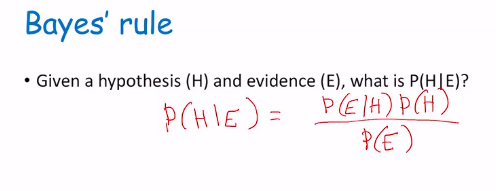 Bayes' rule
• Given a hypothesis (H) and evidence (E), what is P(H|E)?
P(H|E) = P(E|H) P(H)
P(E)